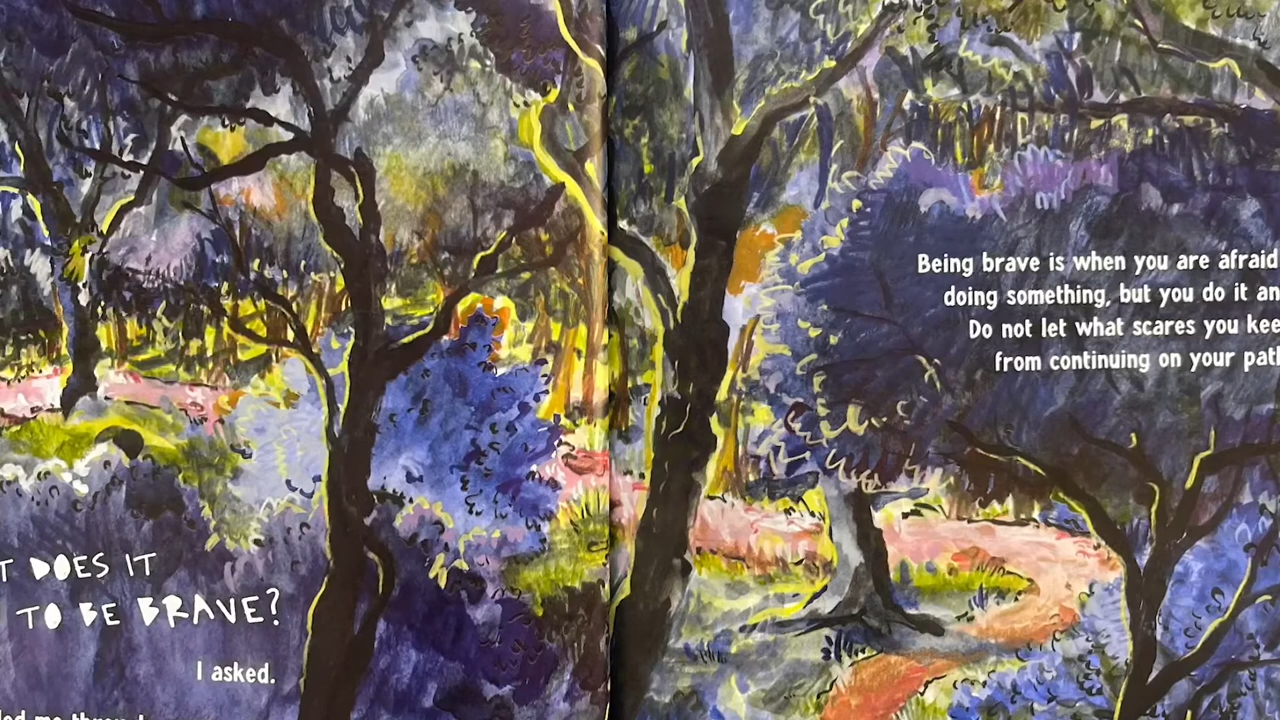 T DOES IT
TO BE BRAVE?
I asked.
Being brave is when you are afraid
doing something, but you do it an
Do not let what scares you kee
from continuing on your path